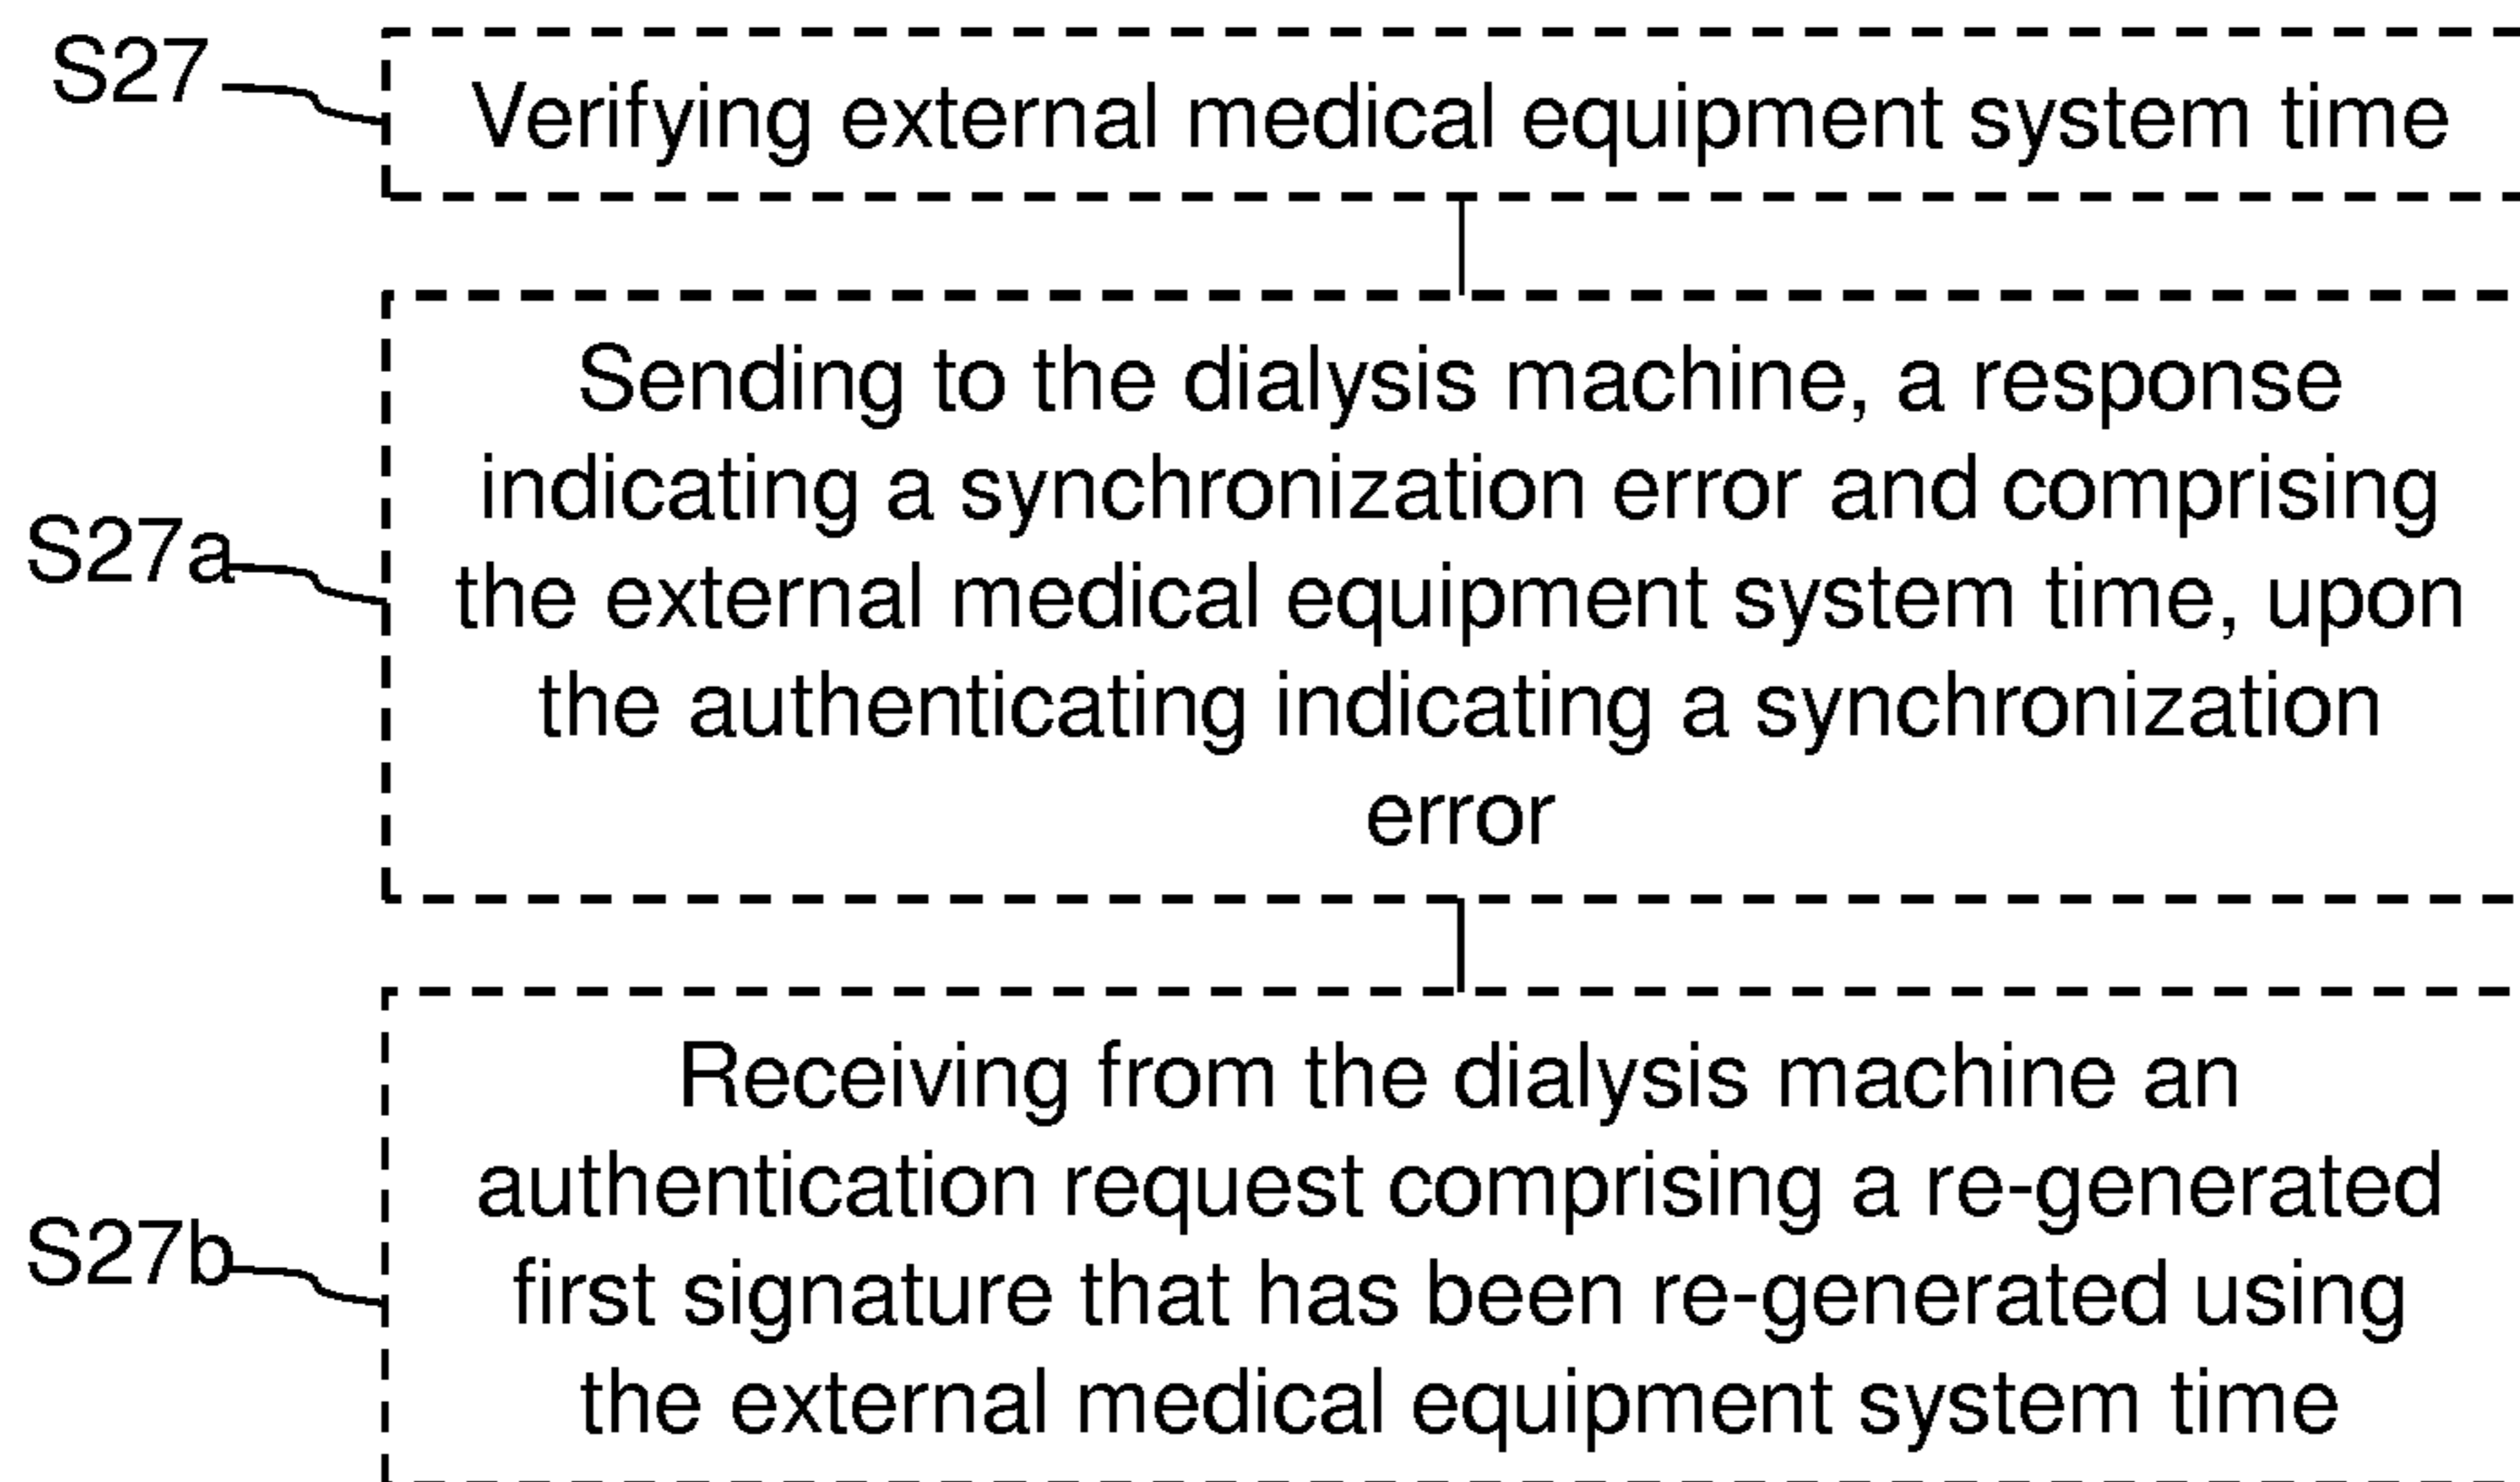 S27
Verifying external medical equipment system time
Sending to the dialysis machine, a response
indicating a synchronization error and comprising
S27a
the external medical equipment system time, upon
the authenticating indicating a synchronization
error
Receiving from the dialysis machine an
authentication request comprising a re-generated
S27b
first signature that has been re-generated using
the external medical equipment system time